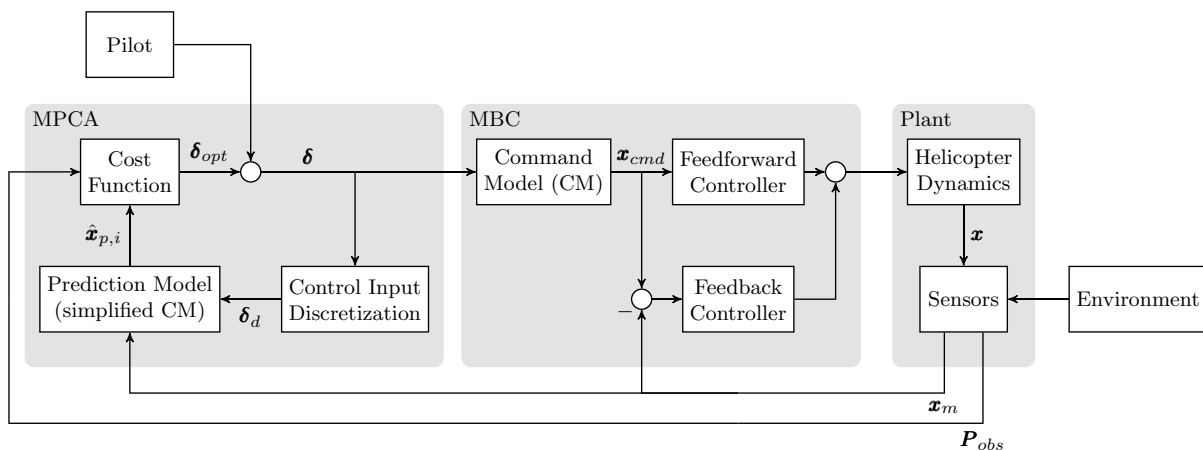 Pilot
MPCA
MBC
Plant
Cost
Function
δ_opt
δ
Command
Model (CM)
x_cmd
Feedforward
Controller
Helicopter
Dynamics
x̂_p,i
x
Prediction Model
(simplified CM)
δ_d
Control Input
Discretization
−
Feedback
Controller
Sensors
Environment
x_m
P_obs